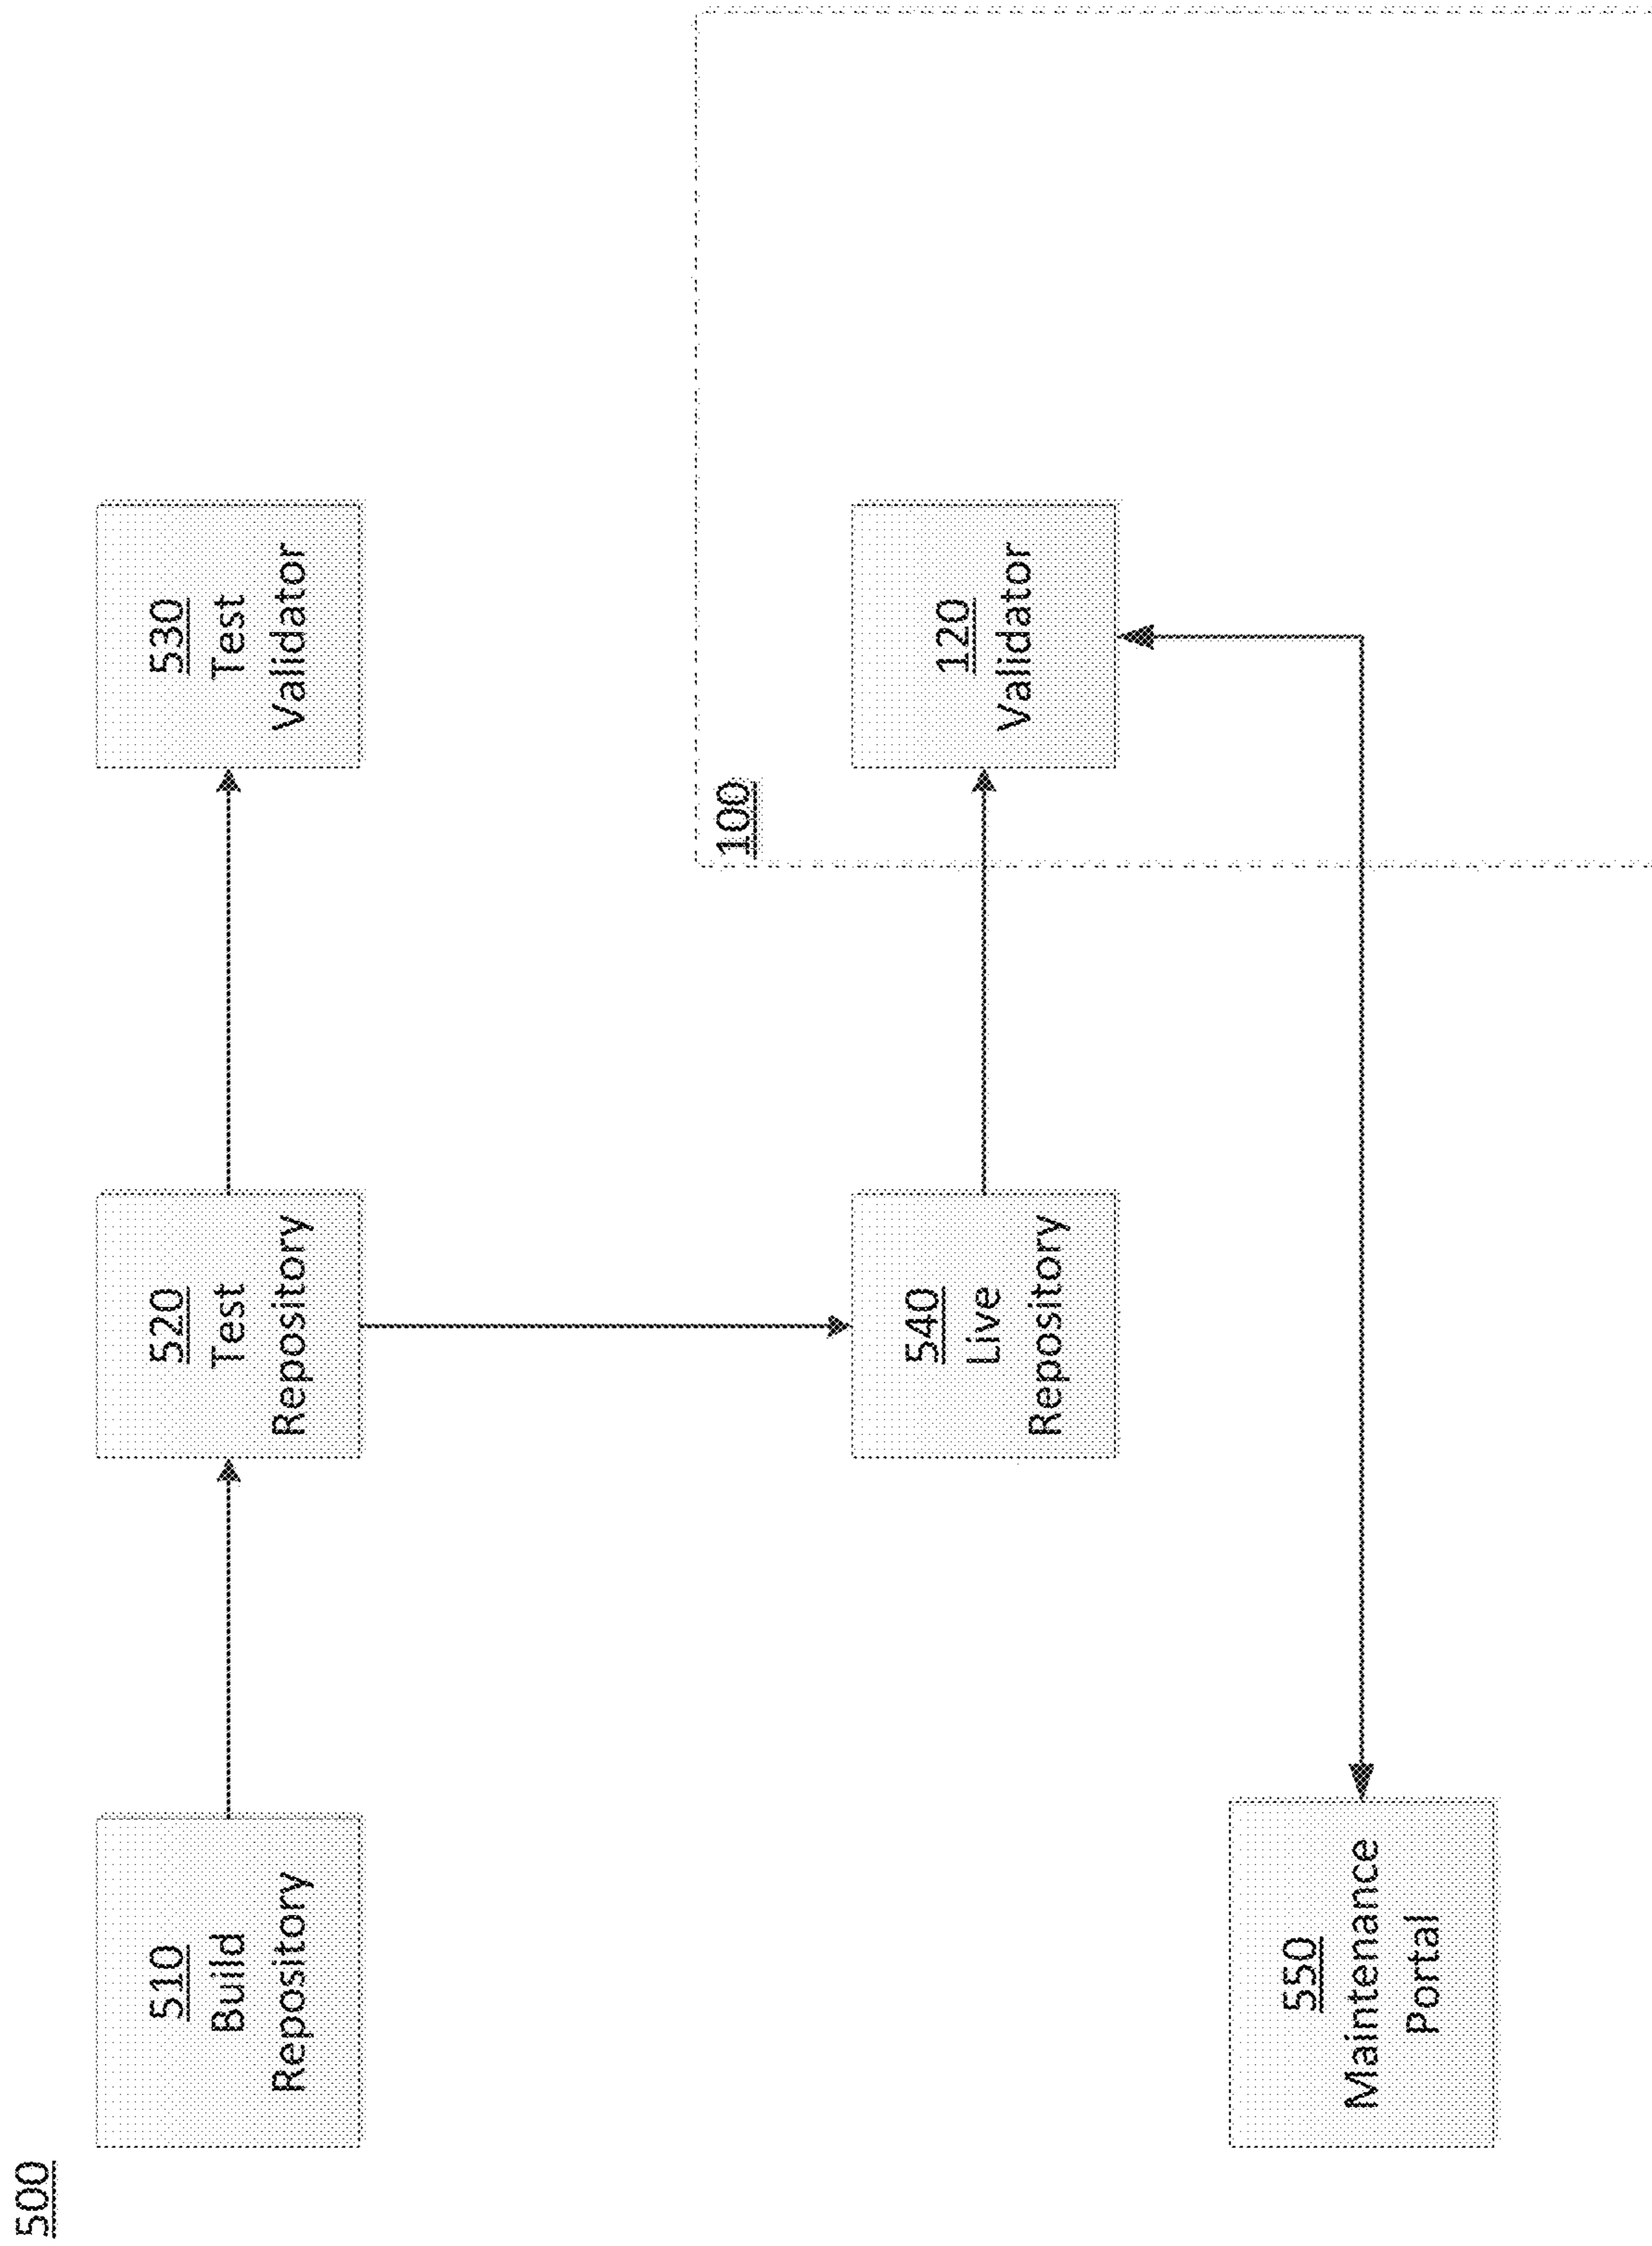 500
510
Build
Repository
520
Test
Repository
530
Test
Validator
100
540
Live
Repository
120
Validator
550
Maintenance
Portal